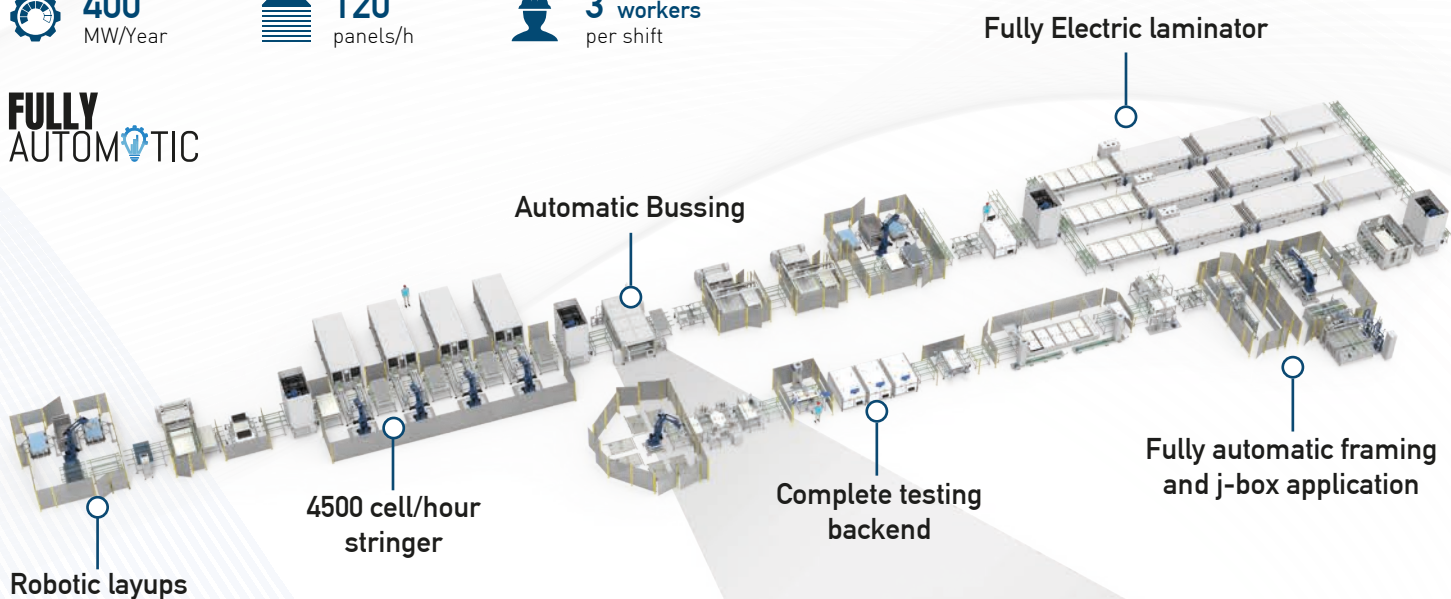 400
MW/Year
120
panels/h
3 workers
per shift
FULLY
AUTOMATIC
Fully Electric laminator
Automatic Bussing
4500 cell/hour
stringer
Complete testing
backend
Fully automatic framing
and j-box application
Robotic layups